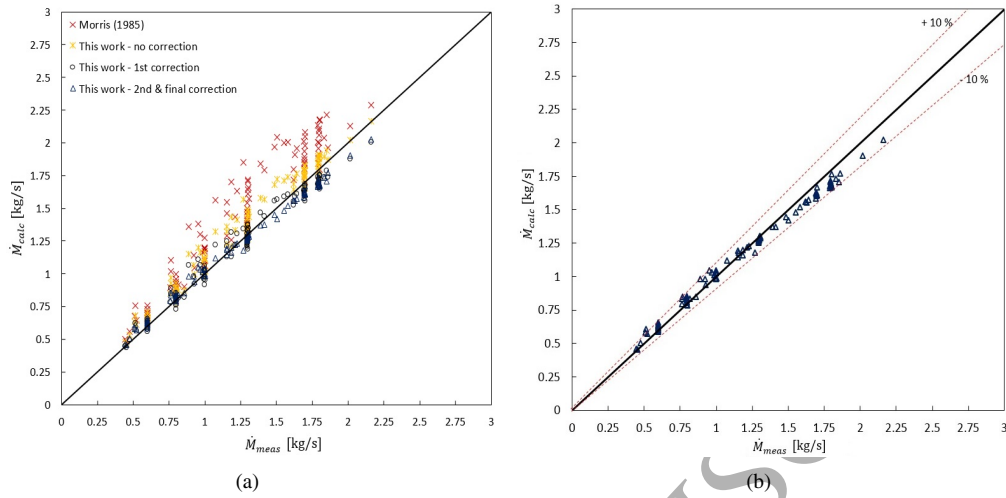 3
2.75
2.5
2.25
2
1.75
1.5
1.25
1
0.75
0.5
0.25
0
Ṁcalc [kg/s]
Morris (1985)
This work - no correction
This work - 1st correction
This work - 2nd & final correction
0 0.25 0.5 0.75 1 1.25 1.5 1.75 2 2.25 2.5 2.75 3
Ṁmeas [kg/s]
(a)
3
2.75
2.5
2.25
2
1.75
1.5
1.25
1
0.75
0.5
0.25
0
Ṁcalc [kg/s]
+ 10 %
- 10 %
0 0.25 0.5 0.75 1 1.25 1.5 1.75 2 2.25 2.5 2.75 3
Ṁmeas [kg/s]
(b)